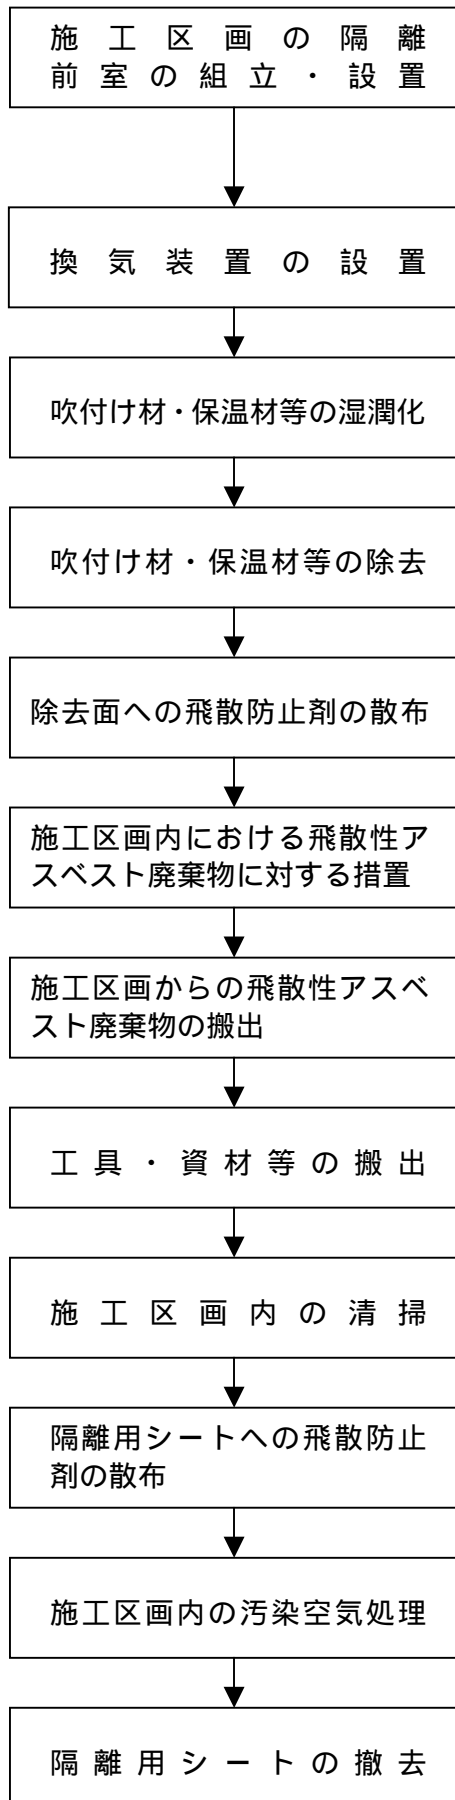 施工区画の隔離
前室の組立・設置
換気装置の設置
吹付け材・保温材等の湿潤化
吹付け材・保温材等の除去
除去面への飛散防止剤の散布
施工区画内における飛散性ア
スベスト廃棄物に対する措置
施工区画からの飛散性アスベ
スト廃棄物の搬出
工具・資材等の搬出
施工区画内の清掃
隔離用シートへの飛散防止
剤の散布
施工区画内の汚染空気処理
隔離用シートの撤去